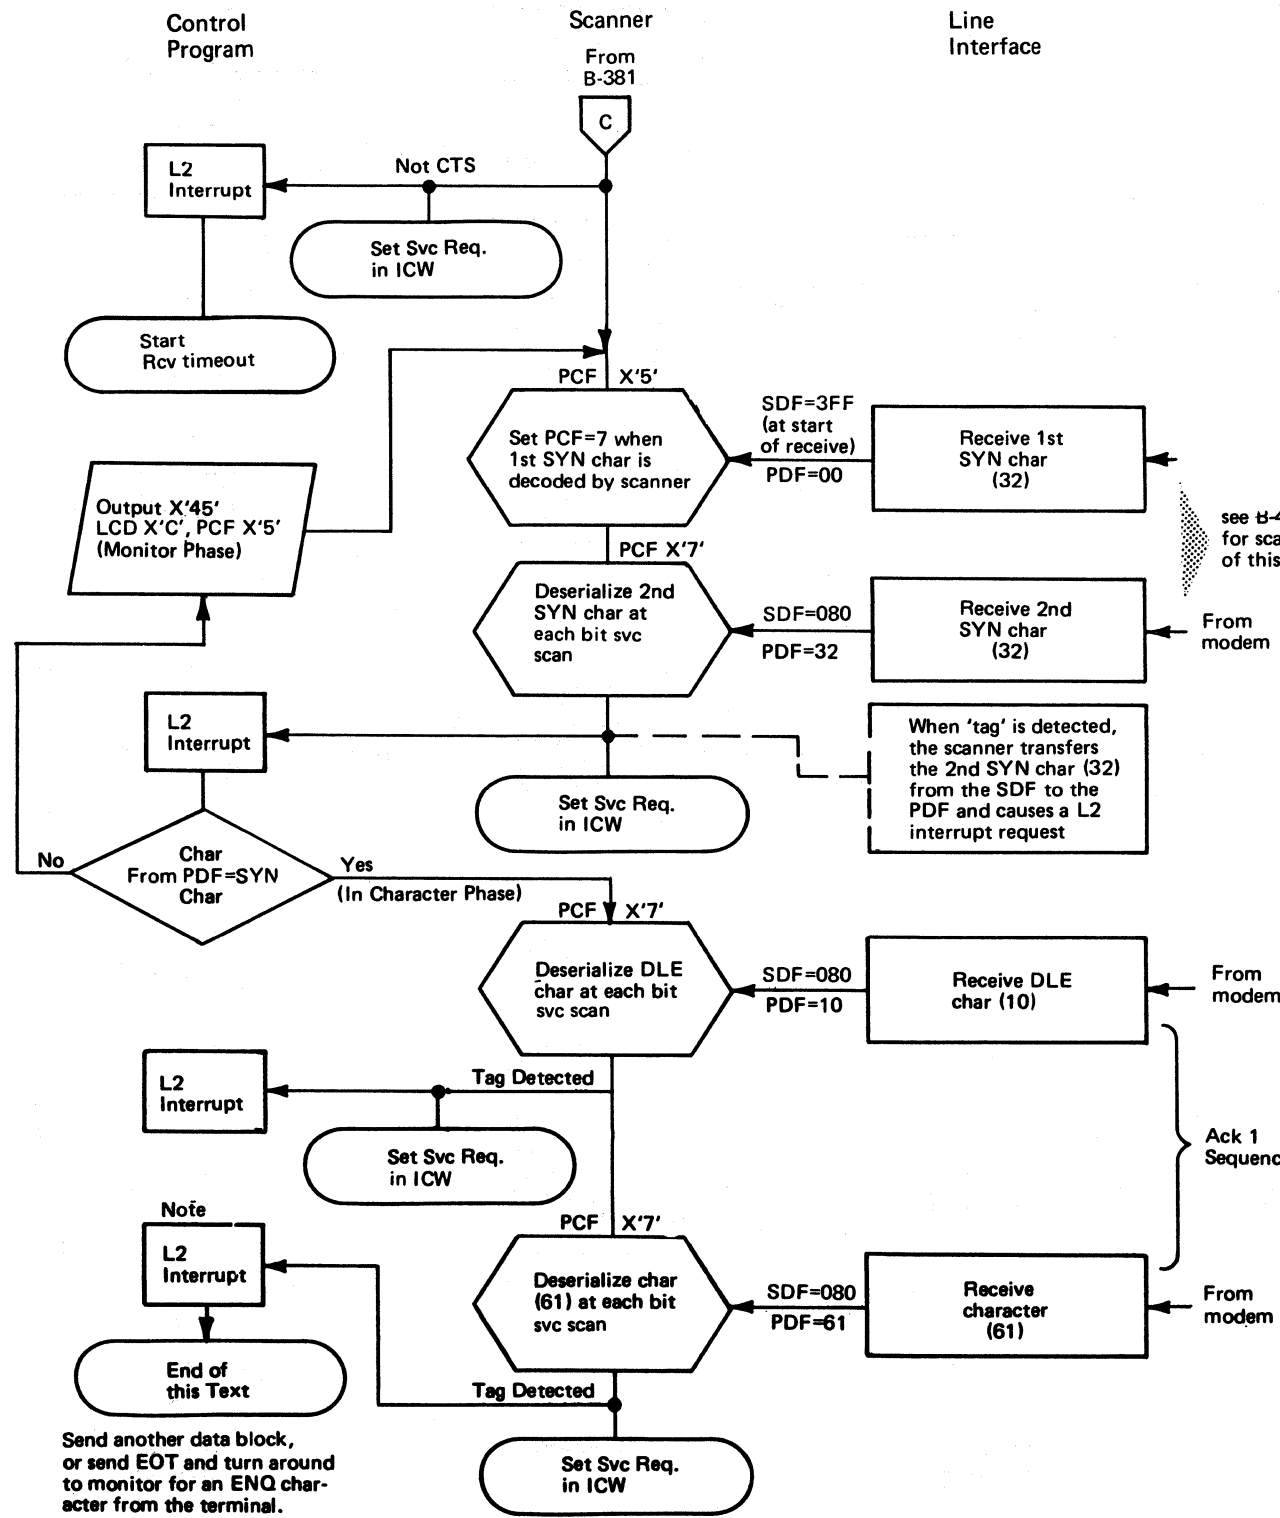 Control
Program
Scanner
Line
Interface
From
B-381
C
L2
Interrupt
Not CTS
Set Svc Req.
in ICW
Start
Rcv timeout
PCF X'5'
Set PCF=7 when
1st SYN char is
decoded by scanner
SDF=3FF
(at start
of receive)
PDF=00
Receive 1st
SYN char
(32)
Output X'45'
LCD X'C', PCF X'5'
(Monitor Phase)
see
for
of this
PCF X'7'
Deserialize 2nd
SYN char at
each bit svc
scan
SDF=080
PDF=32
Receive 2nd
SYN char
(32)
From
modem
L2
Interrupt
Set Svc Req.
in ICW
When 'tag' is detected,
the scanner transfers
the 2nd SYN char (32)
from the SDF to the
PDF and causes a L2
interrupt request
No
Char
From PDF=SYN
Char
Yes
(In Character Phase)
PCF X'7'
Deserialize DLE
char at each bit
svc scan
SDF=080
PDF=10
Receive DLE
char (10)
From
modem
L2
Interrupt
Tag Detected
Set Svc Req.
in ICW
Ack 1
Sequenc
Note
L2
Interrupt
PCF X'7'
Deserialize char
(61) at each bit
svc scan
SDF=080
PDF=61
Receive
character
(61)
From
modem
End of
this Text
Tag Detected
Set Svc Req.
in ICW
Send another data block,
or send EOT and turn around
to monitor for an ENQ char-
acter from the terminal.